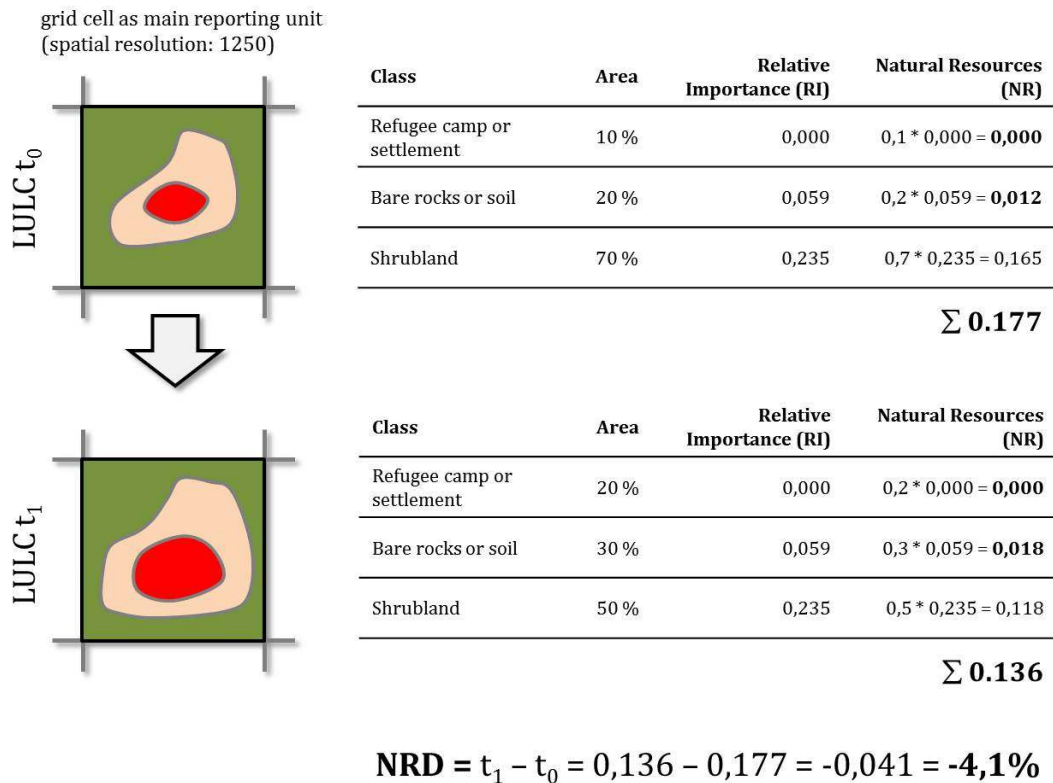 grid cell as main reporting unit
(spatial resolution: 1250)
LULC t0
Class Area Relative Importance (RI) Natural Resources (NR)
Refugee camp or settlement 10 % 0,000 0,1 * 0,000 = 0,000
Bare rocks or soil 20 % 0,059 0,2 * 0,059 = 0,012
Shrubland 70 % 0,235 0,7 * 0,235 = 0,165
∑ 0.177
LULC t1
Class Area Relative Importance (RI) Natural Resources (NR)
Refugee camp or settlement 20 % 0,000 0,2 * 0,000 = 0,000
Bare rocks or soil 30 % 0,059 0,3 * 0,059 = 0,018
Shrubland 50 % 0,235 0,5 * 0,235 = 0,118
∑ 0.136
NRD = t1 – t0 = 0,136 – 0,177 = -0,041 = -4,1%